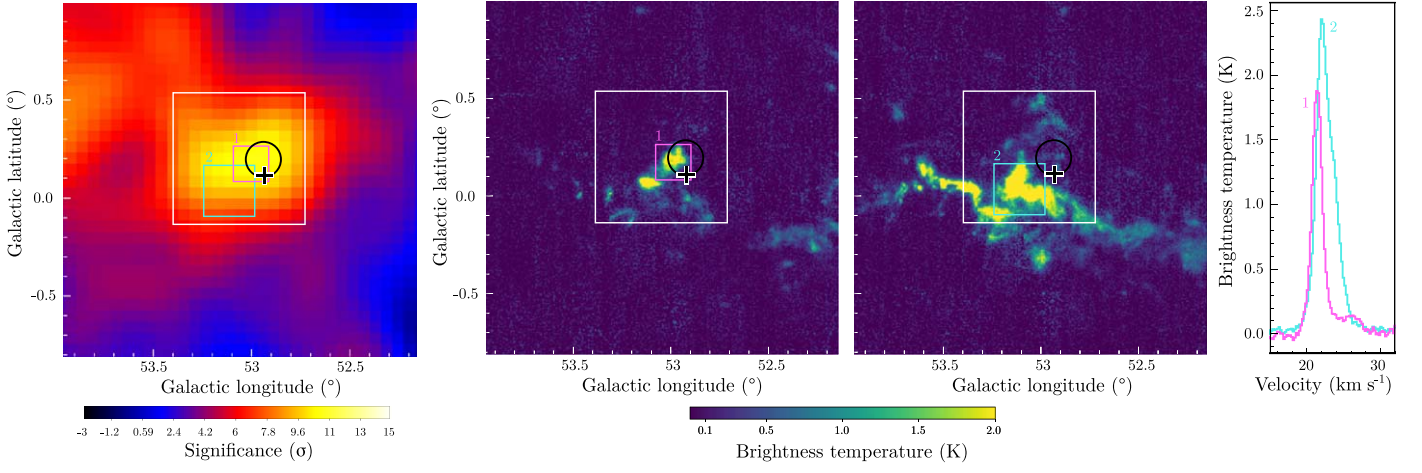 Galactic latitude (°)
0.5
0.0
-0.5
1
2
53.5
53
52.5
Galactic longitude (°)
-3 -1.2 0.59 2.4 4.2 6 7.8 9.6 11 13 15
Significance (σ)
Galactic latitude (°)
0.5
0.0
-0.5
1
53.5
53
52.5
Galactic longitude (°)
2
53.5
53
52.5
Galactic longitude (°)
0.1 0.5 1.0 1.5 2.0
Brightness temperature (K)
Brightness temperature (K)
2.5
2.0
1.5
1.0
0.5
0.0
1
2
20 30
Velocity (km s⁻¹)